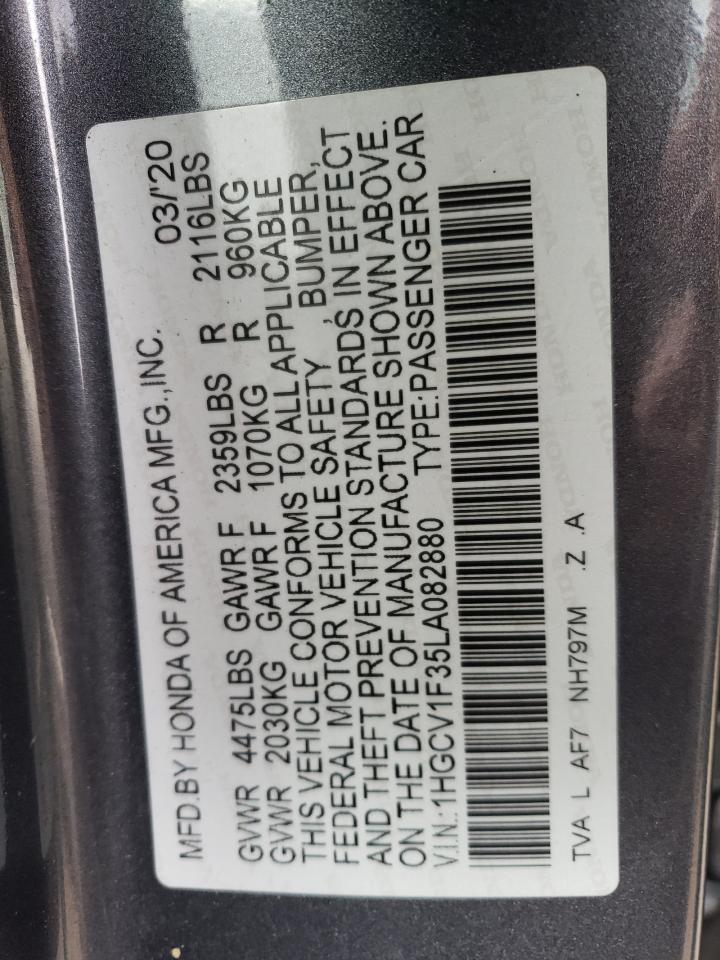 MFD.BY HONDA OF AMERICA MFG.,INC. 03/'20
GVWR 4475LBS GAWR F 2359LBS R 2116LBS
GVWR 2030KG GAWR F 1070KG R 960KG
THIS VEHICLE CONFORMS TO ALL APPLICABLE
FEDERAL MOTOR VEHICLE SAFETY , BUMPER,
AND THEFT PREVENTION STANDARDS IN EFFECT
ON THE DATE OF MANUFACTURE SHOWN ABOVE.
V.I.N.:1HGCV1F35LA082880 TYPE:PASSENGER CAR
TVA L AF7 NH797M .Z .A